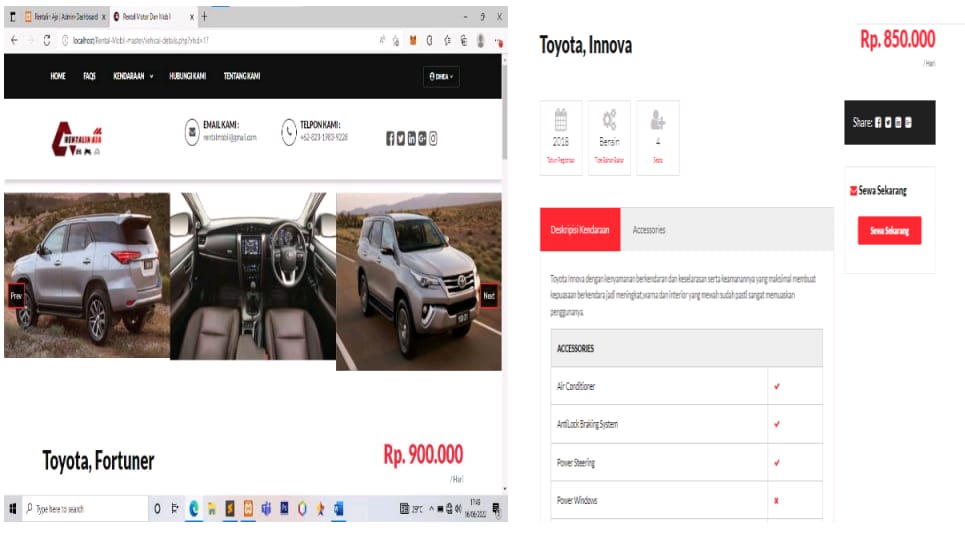 Rentalin Aja | Admin Dashboard
Rental Motor Dan Mobil
localhost/Rental-Mobil-master/vehical-details.php?vhid=17
HOME
FAQS
KENDARAAN
HUBUNGI KAMI
TENTANG KAMI
DHEA
RENTALIN AJA
EMAIL KAMI :
rentalmobil@gmail.com
TELPON KAMI :
+62-823-1983-9228
Prev
Next
Toyota, Fortuner
Rp. 900.000
/Hari
Type here to search
29°C
17:49
16/06/2022
Toyota, Innova
Rp. 850.000
/Hari
2018
Tahun Registrasi
Bensin
Tipe Bahan Bakar
4
Seats
Share:
Sewa Sekarang
Sewa Sekarang
Deskripisi Kendaraan
Accessories
Toyota Innova dengan kenyamanan berkendaran dan keselarasan serta keamanannya yang maksimal membuat
kepuasaan berkendara jadi meningkat,warna dan interior yang mewah sudah pasti sangat memuaskan
penggunanya.
ACCESSORIES
Air Conditioner
AntiLock Braking System
Power Steering
Power Windows